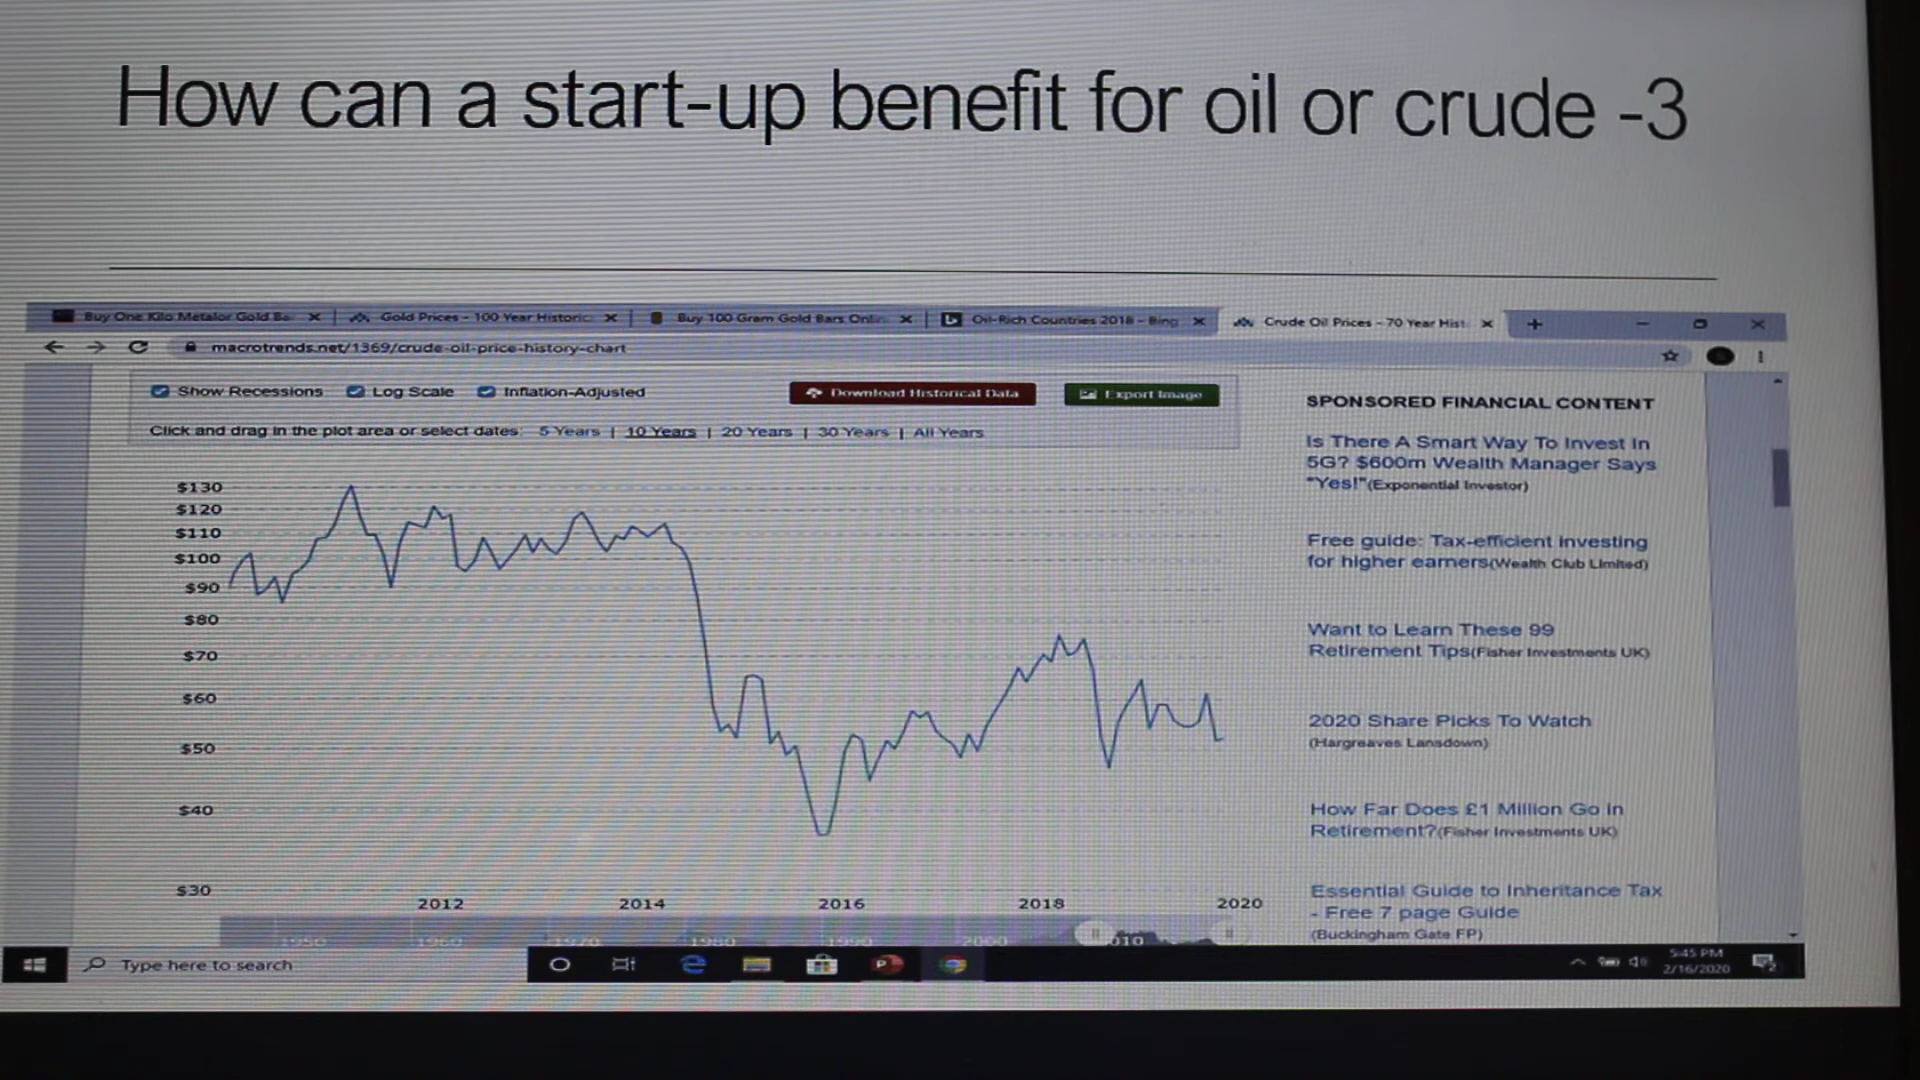 How can a start-up benefit for oil or crude -3
Buy One Kilo Metalor Gold Ba
Gold Prices - 100 Year Historic
Buy 100 Gram Gold Bars Onlin
Oil-Rich Countries 2018 - Bing
Crude Oil Prices - 70 Year Hist
macrotrends.net/1369/crude-oil-price-history-chart
Show Recessions
Log Scale
Inflation-Adjusted
Download Historical Data
Export Image
Click and drag in the plot area or select dates: 5 Years | 10 Years | 20 Years | 30 Years | All Years
$130
$120
$110
$100
$90
$80
$70
$60
$50
$40
$30
2012
2014
2016
2018
2020
1950
1960
1970
1980
1990
2000
010
SPONSORED FINANCIAL CONTENT
Is There A Smart Way To Invest In
5G? $600m Wealth Manager Says
"Yes!"(Exponential Investor)
Free guide: Tax-efficient investing
for higher earners(Wealth Club Limited)
Want to Learn These 99
Retirement Tips(Fisher Investments UK)
2020 Share Picks To Watch
(Hargreaves Lansdown)
How Far Does £1 Million Go in
Retirement?(Fisher Investments UK)
Essential Guide to Inheritance Tax
- Free 7 page Guide
(Buckingham Gate FP)
Type here to search
5:45 PM
2/16/2020